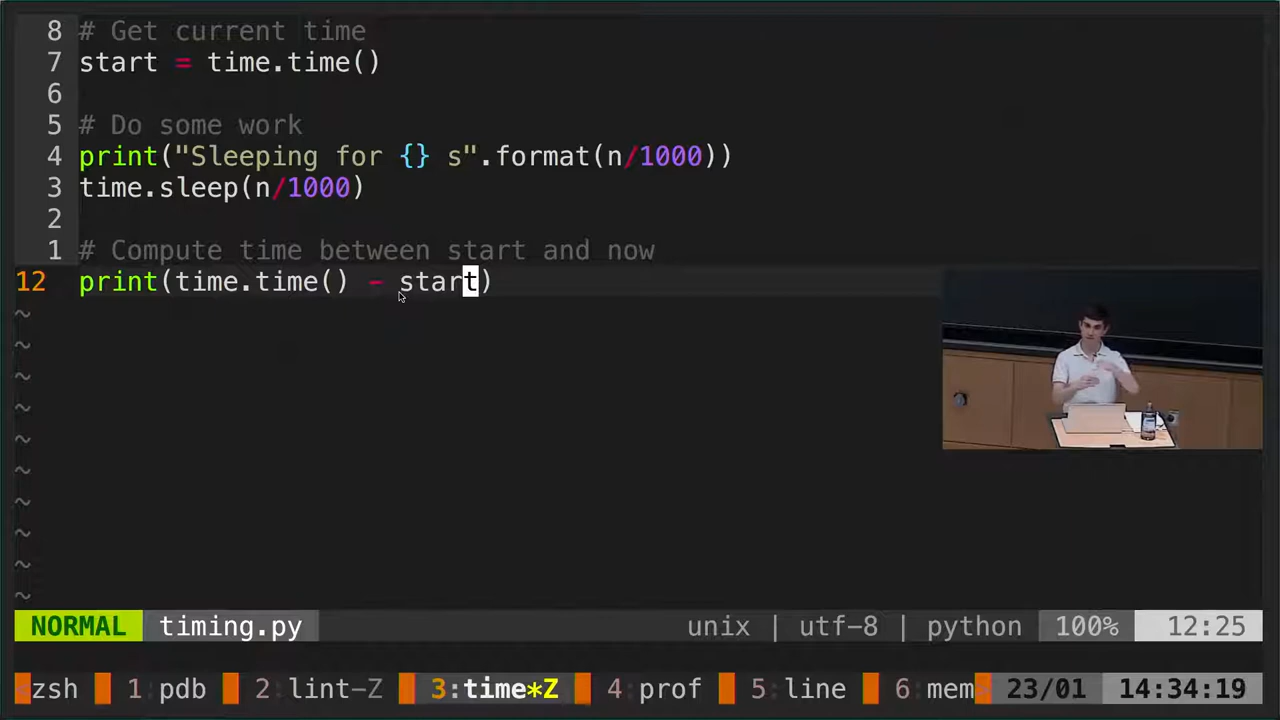 8 # Get current time
7 start = time.time()
6
5 # Do some work
4 print("Sleeping for {} s".format(n/1000))
3 time.sleep(n/1000)
2
1 # Compute time between start and now
12 print(time.time() - start)
~
~
~
~
~
~
~
~
~
~
NORMAL timing.py unix | utf-8 | python 100% 12:25
zsh 1 pdb 2 lint-Z 3:time*Z 4 prof 5 line 6 mem 23/01 14:34:19